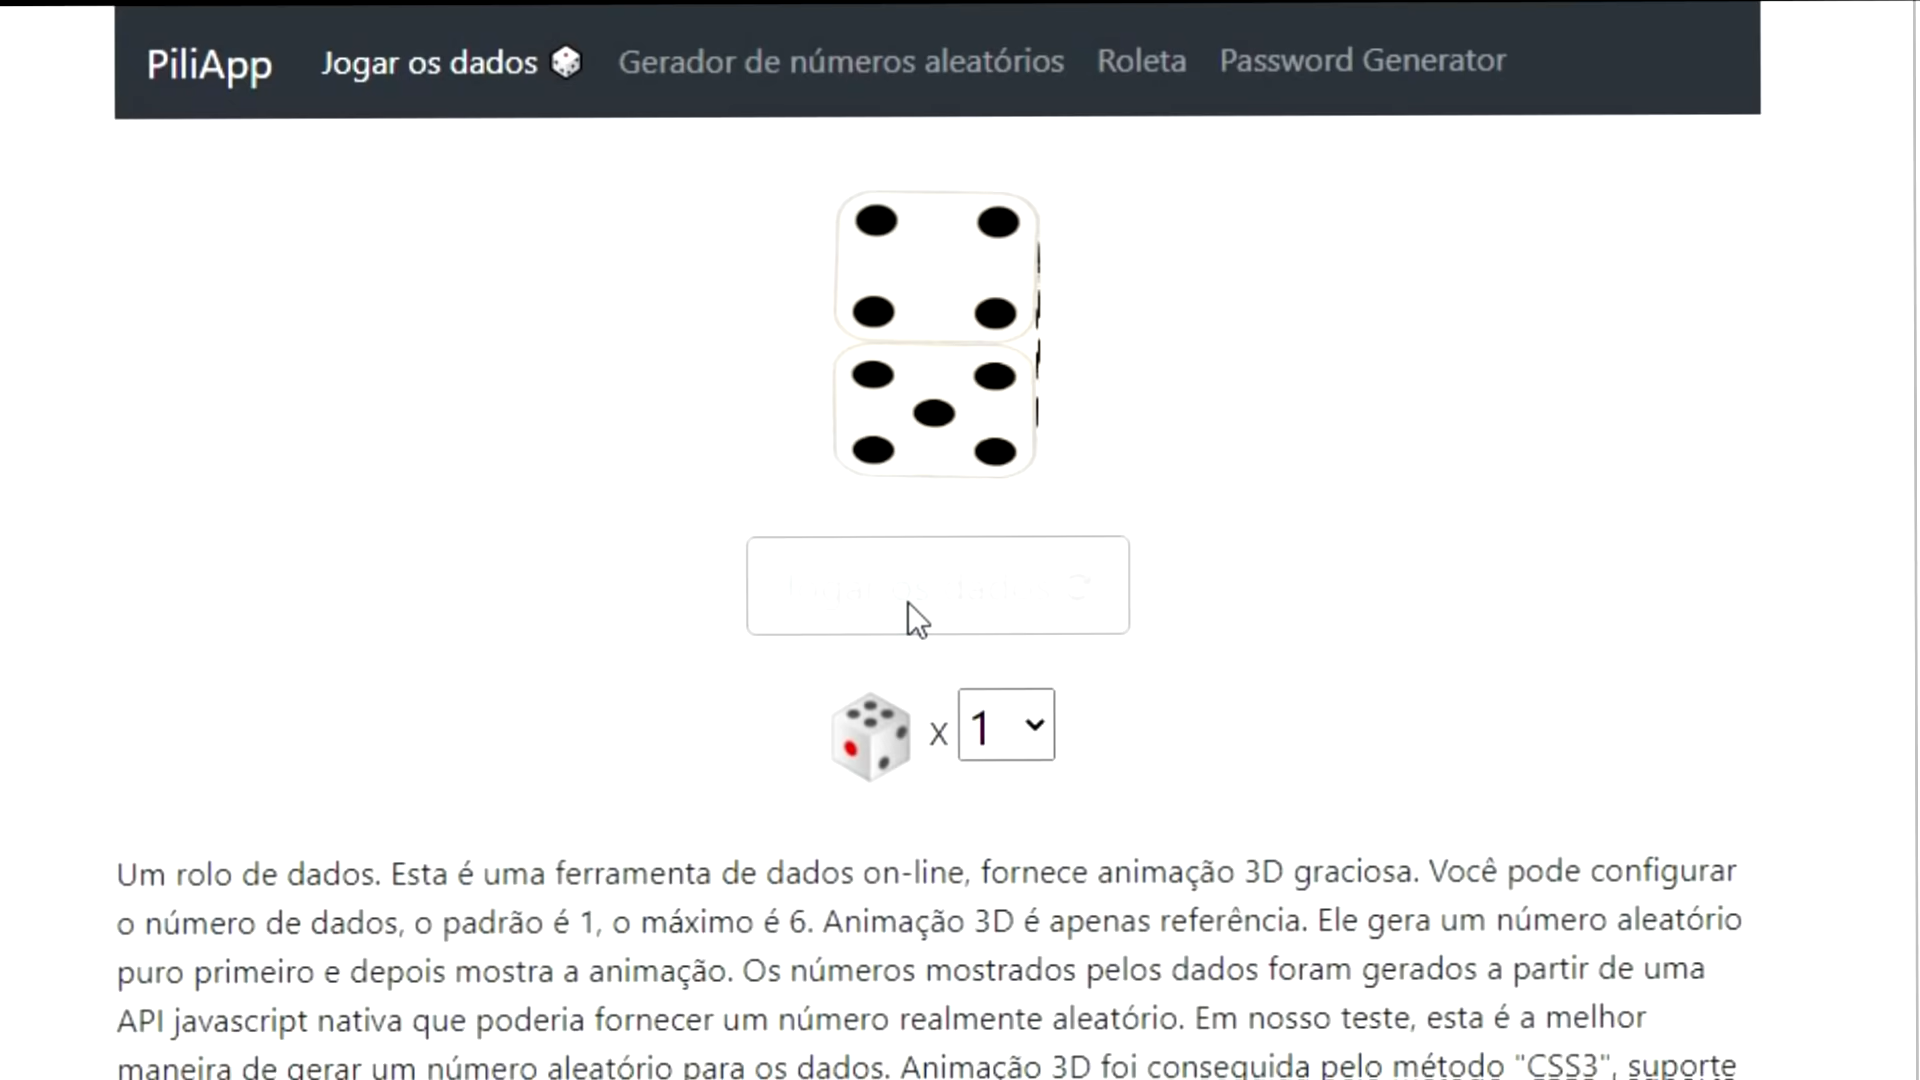 PiliApp Jogar os dados Gerador de números aleatórios Roleta Password Generator
x 1
Um rolo de dados. Esta é uma ferramenta de dados on-line, fornece animação 3D graciosa. Você pode configurar
o número de dados, o padrão é 1, o máximo é 6. Animação 3D é apenas referência. Ele gera um número aleatório
puro primeiro e depois mostra a animação. Os números mostrados pelos dados foram gerados a partir de uma
API javascript nativa que poderia fornecer um número realmente aleatório. Em nosso teste, esta é a melhor
maneira de gerar um número aleatório para os dados. Animação 3D foi conseguida pelo método "CSS3", suporte